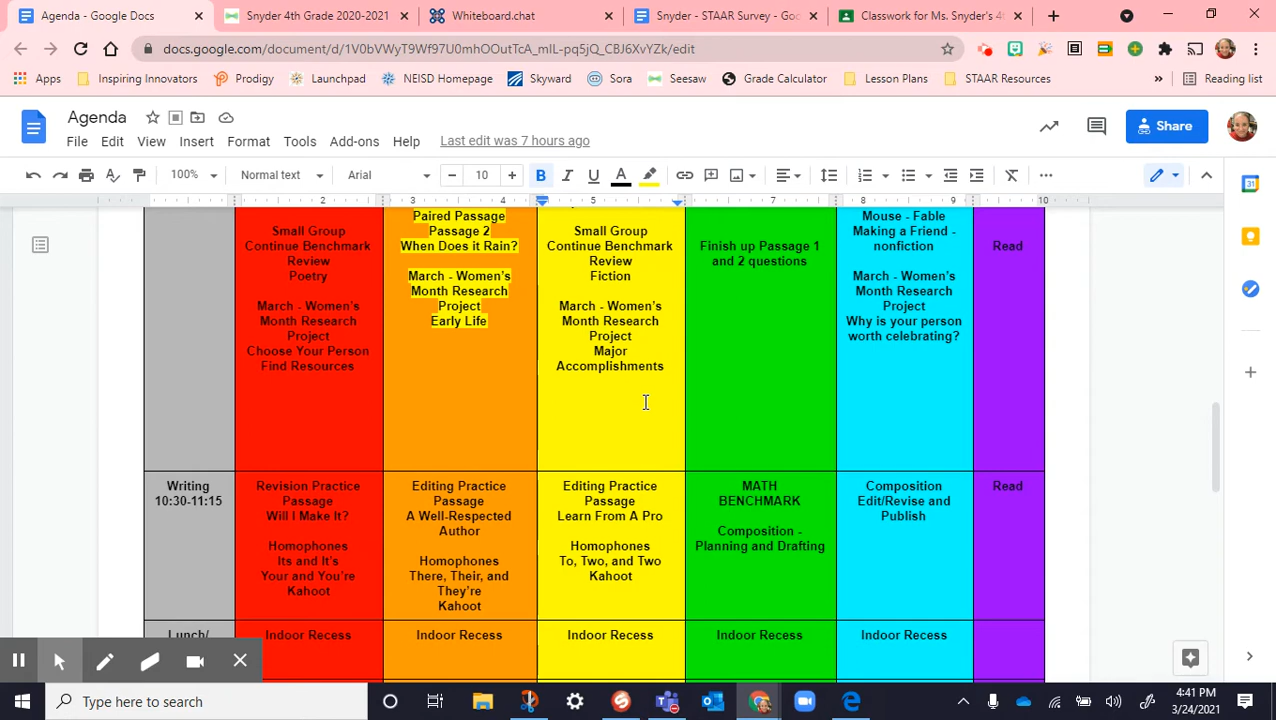 Agenda - Google Docs
Snyder 4th Grade 2020-2021
Whiteboard.chat
Snyder - STAAR Survey - Goo
Classwork for Ms. Snyder's 4t
docs.google.com/document/d/1V0bVWyT9Wf97U0mhOOutTcA_mIL-pq5jQ_CBJ6XvYZk/edit
Apps
Inspiring Innovators
Prodigy
Launchpad
NEISD Homepage
Skyward
Sora
Seesaw
Grade Calculator
Lesson Plans
STAAR Resources
Reading list
Agenda
File Edit View Insert Format Tools Add-ons Help
Last edit was 7 hours ago
Share
100%
Normal text
Arial
10
2 3 4 5 6 7 8 9 10
Small Group
Continue Benchmark
Review
Poetry
March - Women's
Month Research
Project
Choose Your Person
Find Resources
Paired Passage
Passage 2
When Does it Rain?
March - Women's
Month Research
Project
Early Life
Small Group
Continue Benchmark
Review
Fiction
March - Women's
Month Research
Project
Major
Accomplishments
Finish up Passage 1
and 2 questions
Mouse - Fable
Making a Friend -
nonfiction
March - Women's
Month Research
Project
Why is your person
worth celebrating?
Read
Writing
10:30-11:15
Revision Practice
Passage
Will I Make It?
Homophones
Its and It's
Your and You're
Kahoot
Editing Practice
Passage
A Well-Respected
Author
Homophones
There, Their, and
They're
Kahoot
Editing Practice
Passage
Learn From A Pro
Homophones
To, Two, and Two
Kahoot
MATH
BENCHMARK
Composition -
Planning and Drafting
Composition
Edit/Revise and
Publish
Read
Lunch/
Indoor Recess
Indoor Recess
Indoor Recess
Indoor Recess
Indoor Recess
Type here to search
4:41 PM
3/24/2021